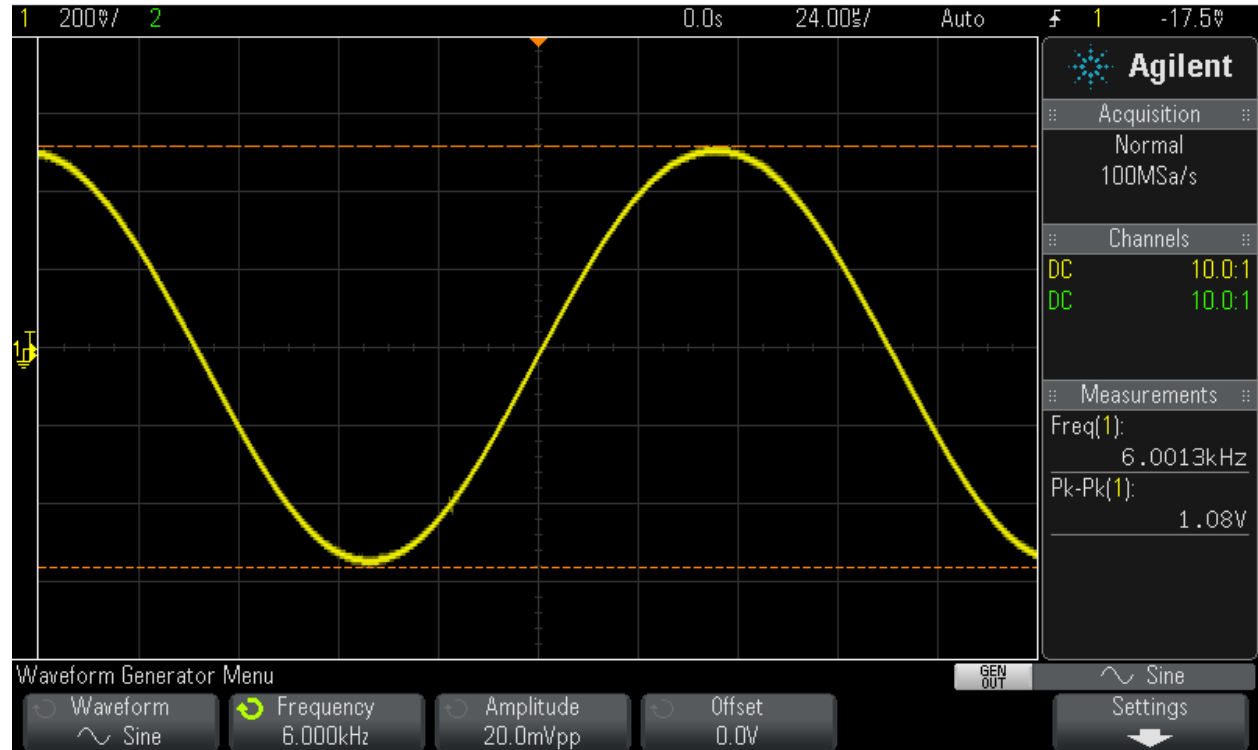 1 200mV/ 2 0.0s 24.00µs/ Auto 1 -17.5mV
Agilent
Acquisition
Normal
100MSa/s
Channels
DC 10.0:1
DC 10.0:1
Measurements
Freq(1):
6.0013kHz
Pk-Pk(1):
1.08V
1
T
Waveform Generator Menu
GEN OUT
Sine
Waveform
Sine
Frequency
6.000kHz
Amplitude
20.0mVpp
Offset
0.0V
Settings